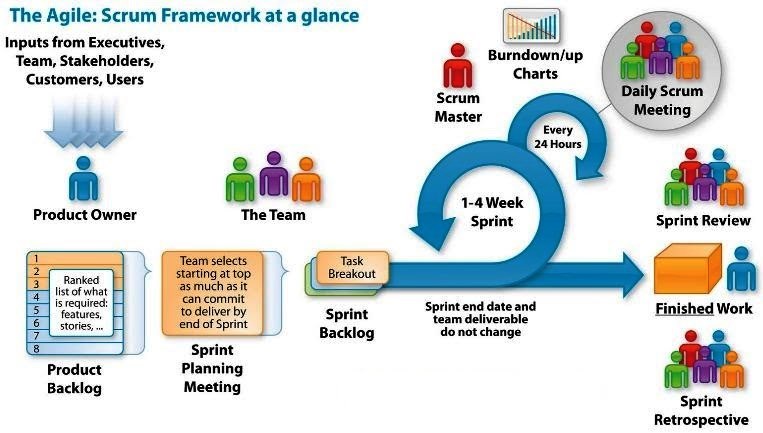 The Agile: Scrum Framework at a glance
Inputs from Executives,
Team, Stakeholders,
Customers, Users
Product Owner
The Team
Scrum
Master
Burndown/up
Charts
Daily Scrum
Meeting
Every
24 Hours
1-4 Week
Sprint
Sprint Review
1
2
3
4
5
6
7
8
Ranked
list of what
is required:
features,
stories, ...
Product
Backlog
Team selects
starting at top
as much as it
can commit
to deliver by
end of Sprint
Sprint
Planning
Meeting
Task
Breakout
Sprint
Backlog
Sprint end date and
team deliverable
do not change
Finished Work
Sprint
Retrospective